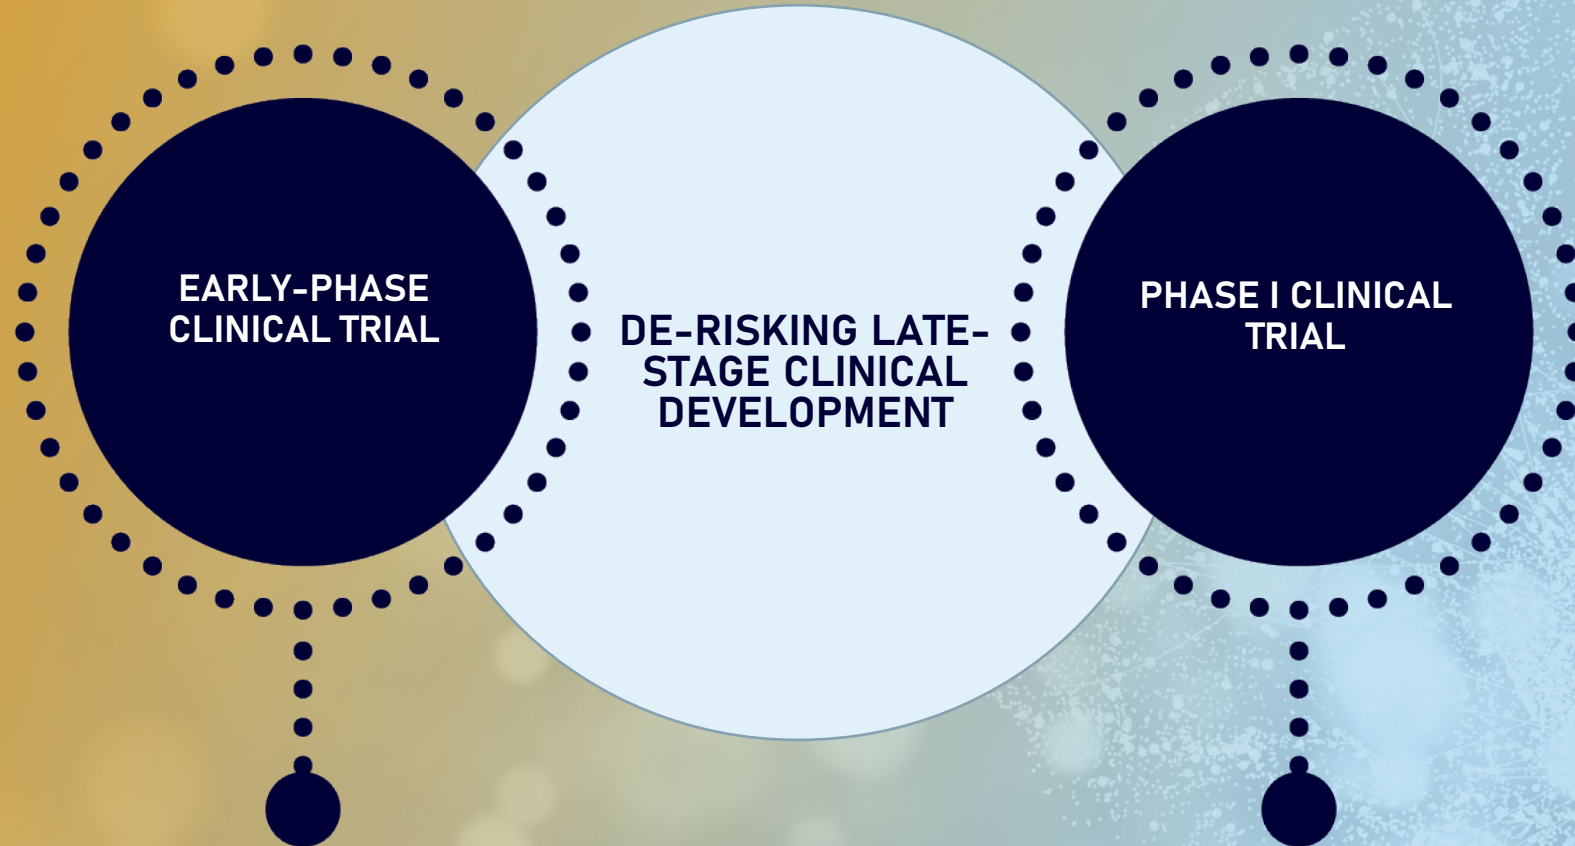 EARLY-PHASE
CLINICAL TRIAL
DE-RISKING LATE-
STAGE CLINICAL
DEVELOPMENT
PHASE I CLINICAL
TRIAL